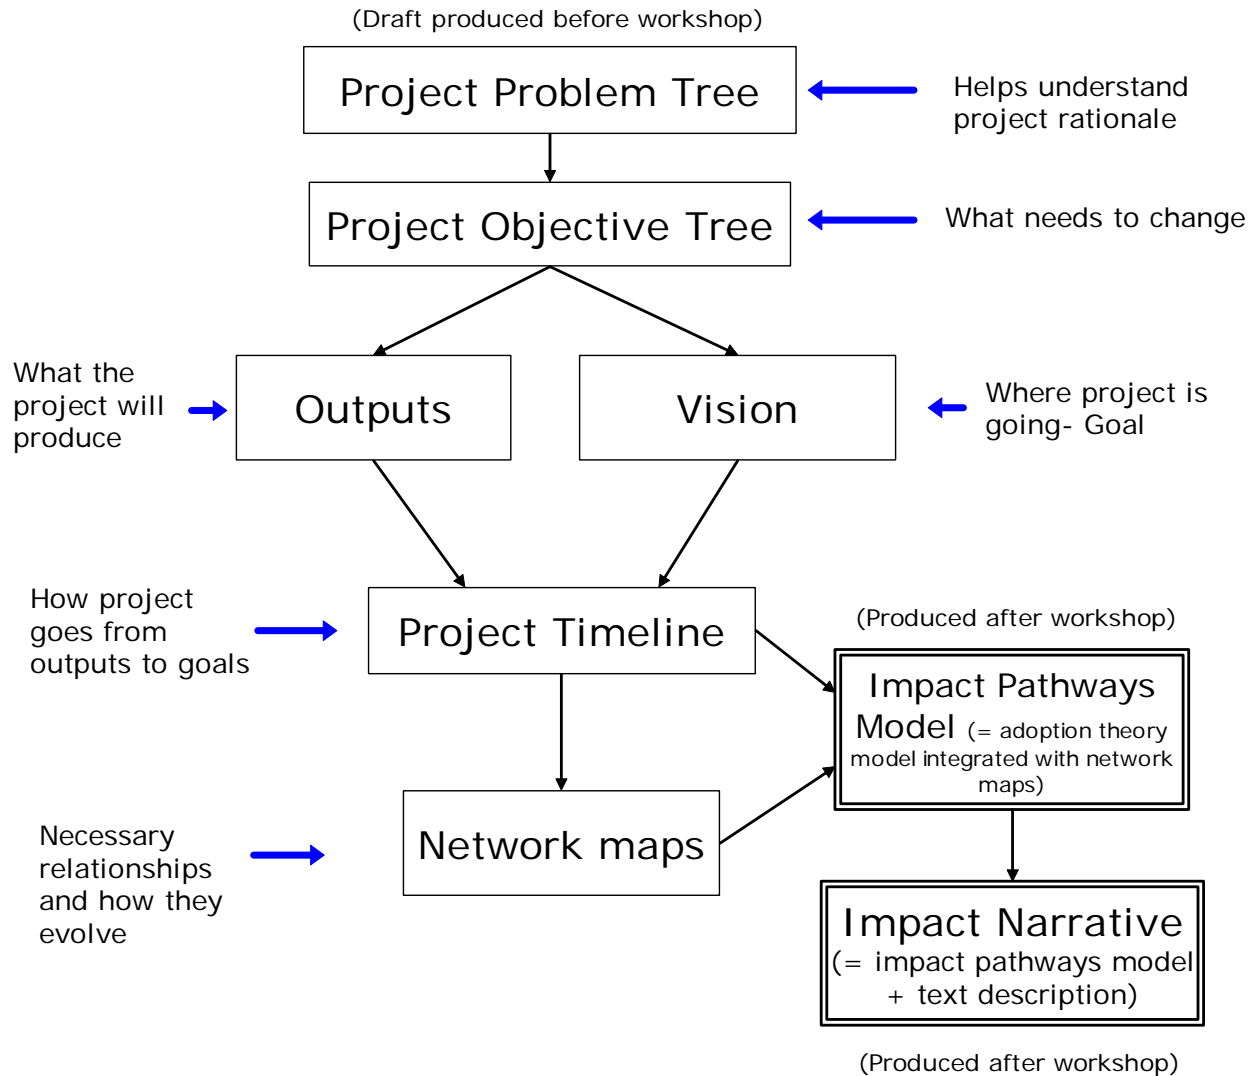 (Draft produced before workshop)
Project Problem Tree
Helps understand
project rationale
Project Objective Tree
What needs to change
What the
project will
produce
Outputs
Vision
Where project is
going- Goal
How project
goes from
outputs to goals
Project Timeline
(Produced after workshop)
Impact Pathways
Model (= adoption theory
model integrated with network
maps)
Necessary
relationships
and how they
evolve
Network maps
Impact Narrative
(= impact pathways model
+ text description)
(Produced after workshop)